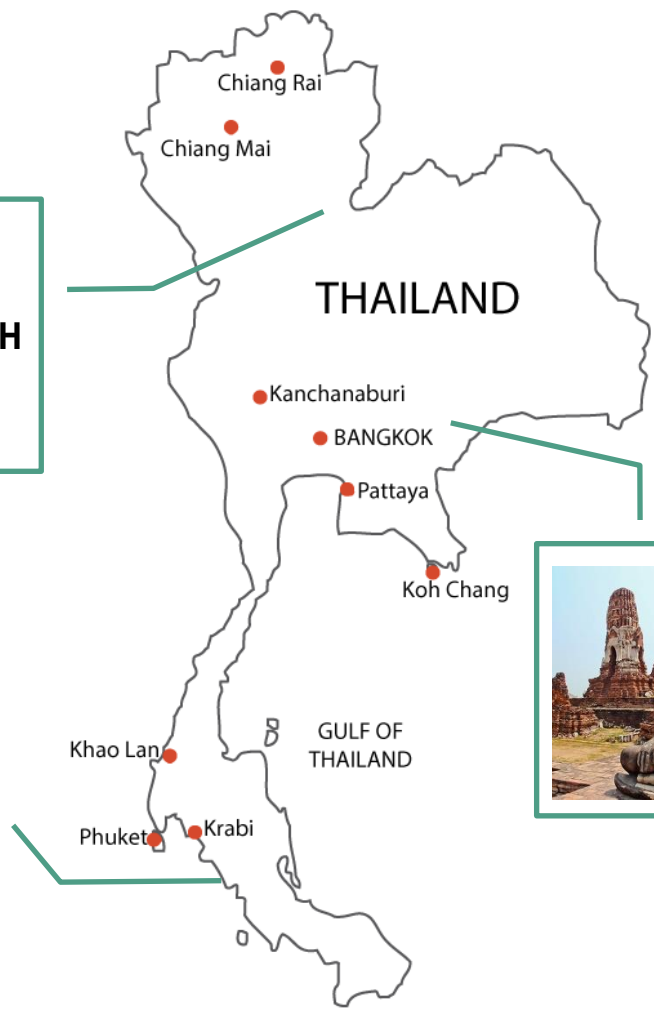 Chiang Rai
Chiang Mai
H
THAILAND
Kanchanaburi
BANGKOK
Pattaya
Koh Chang
GULF OF
THAILAND
Khao Lan
Krabi
Phuket